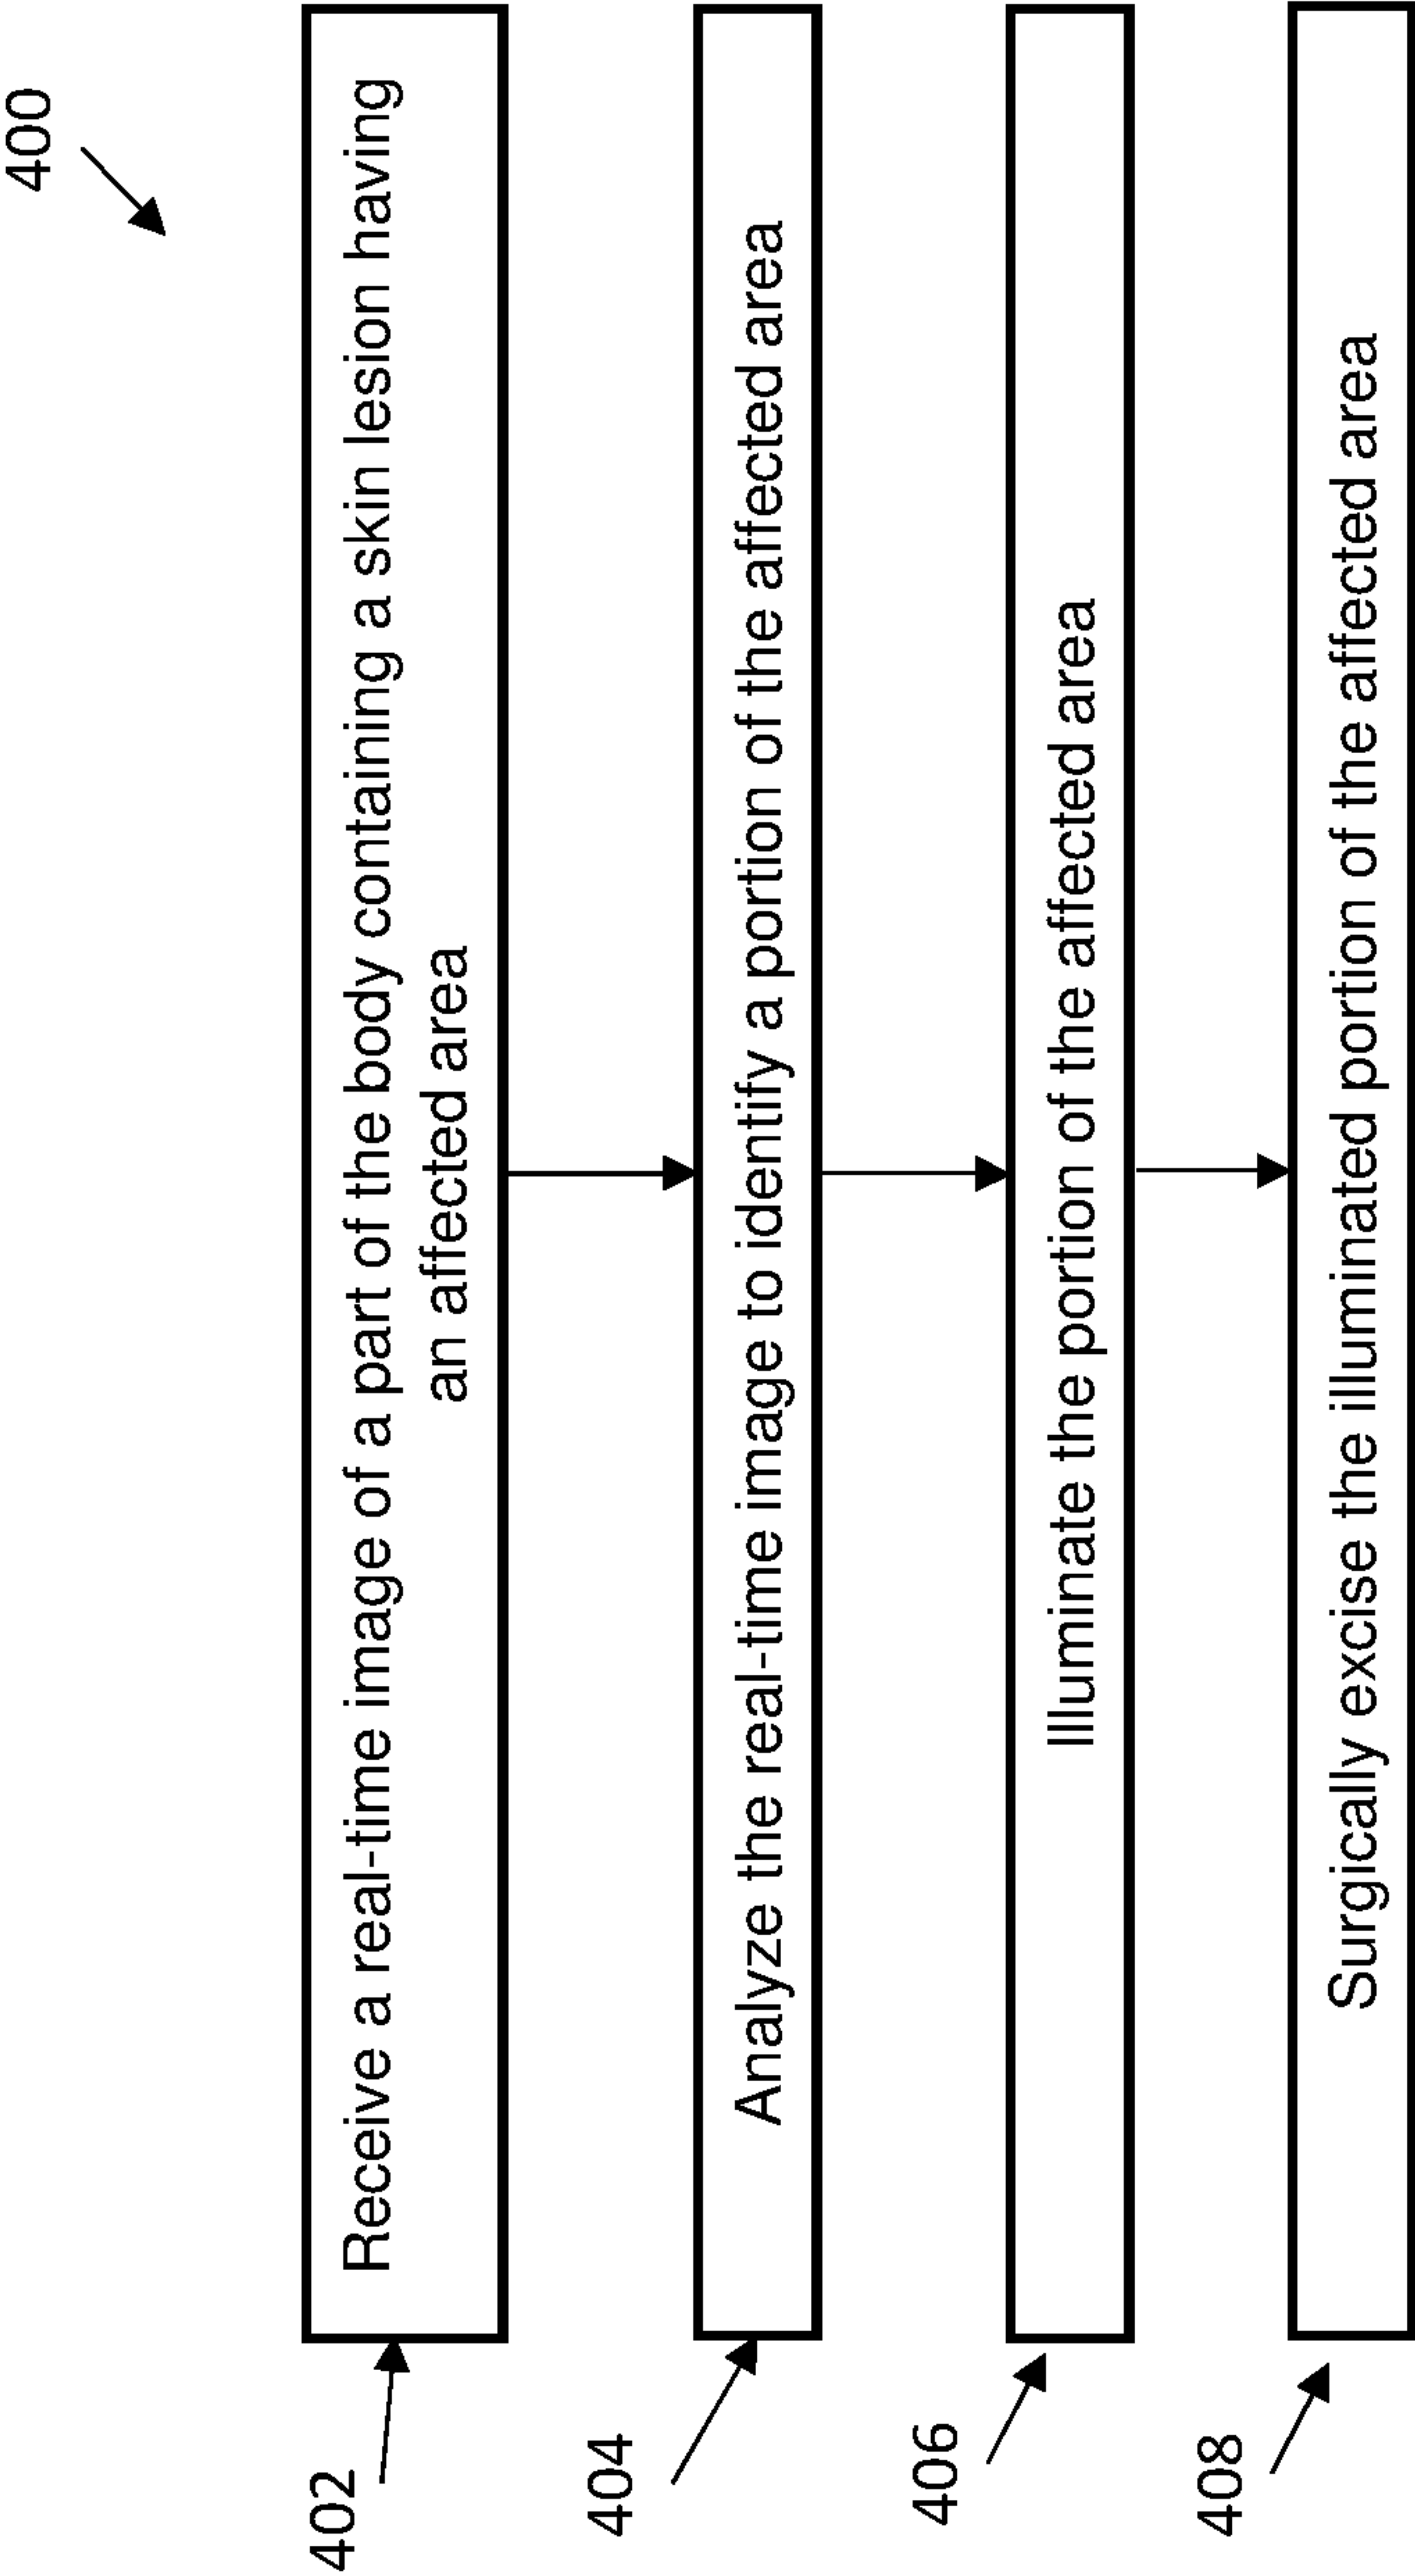 400
402
Receive a real-time image of a part of the body containing a skin lesion having
an affected area
404
Analyze the real-time image to identify a portion of the affected area
406
Illuminate the portion of the affected area
408
Surgically excise the illuminated portion of the affected area